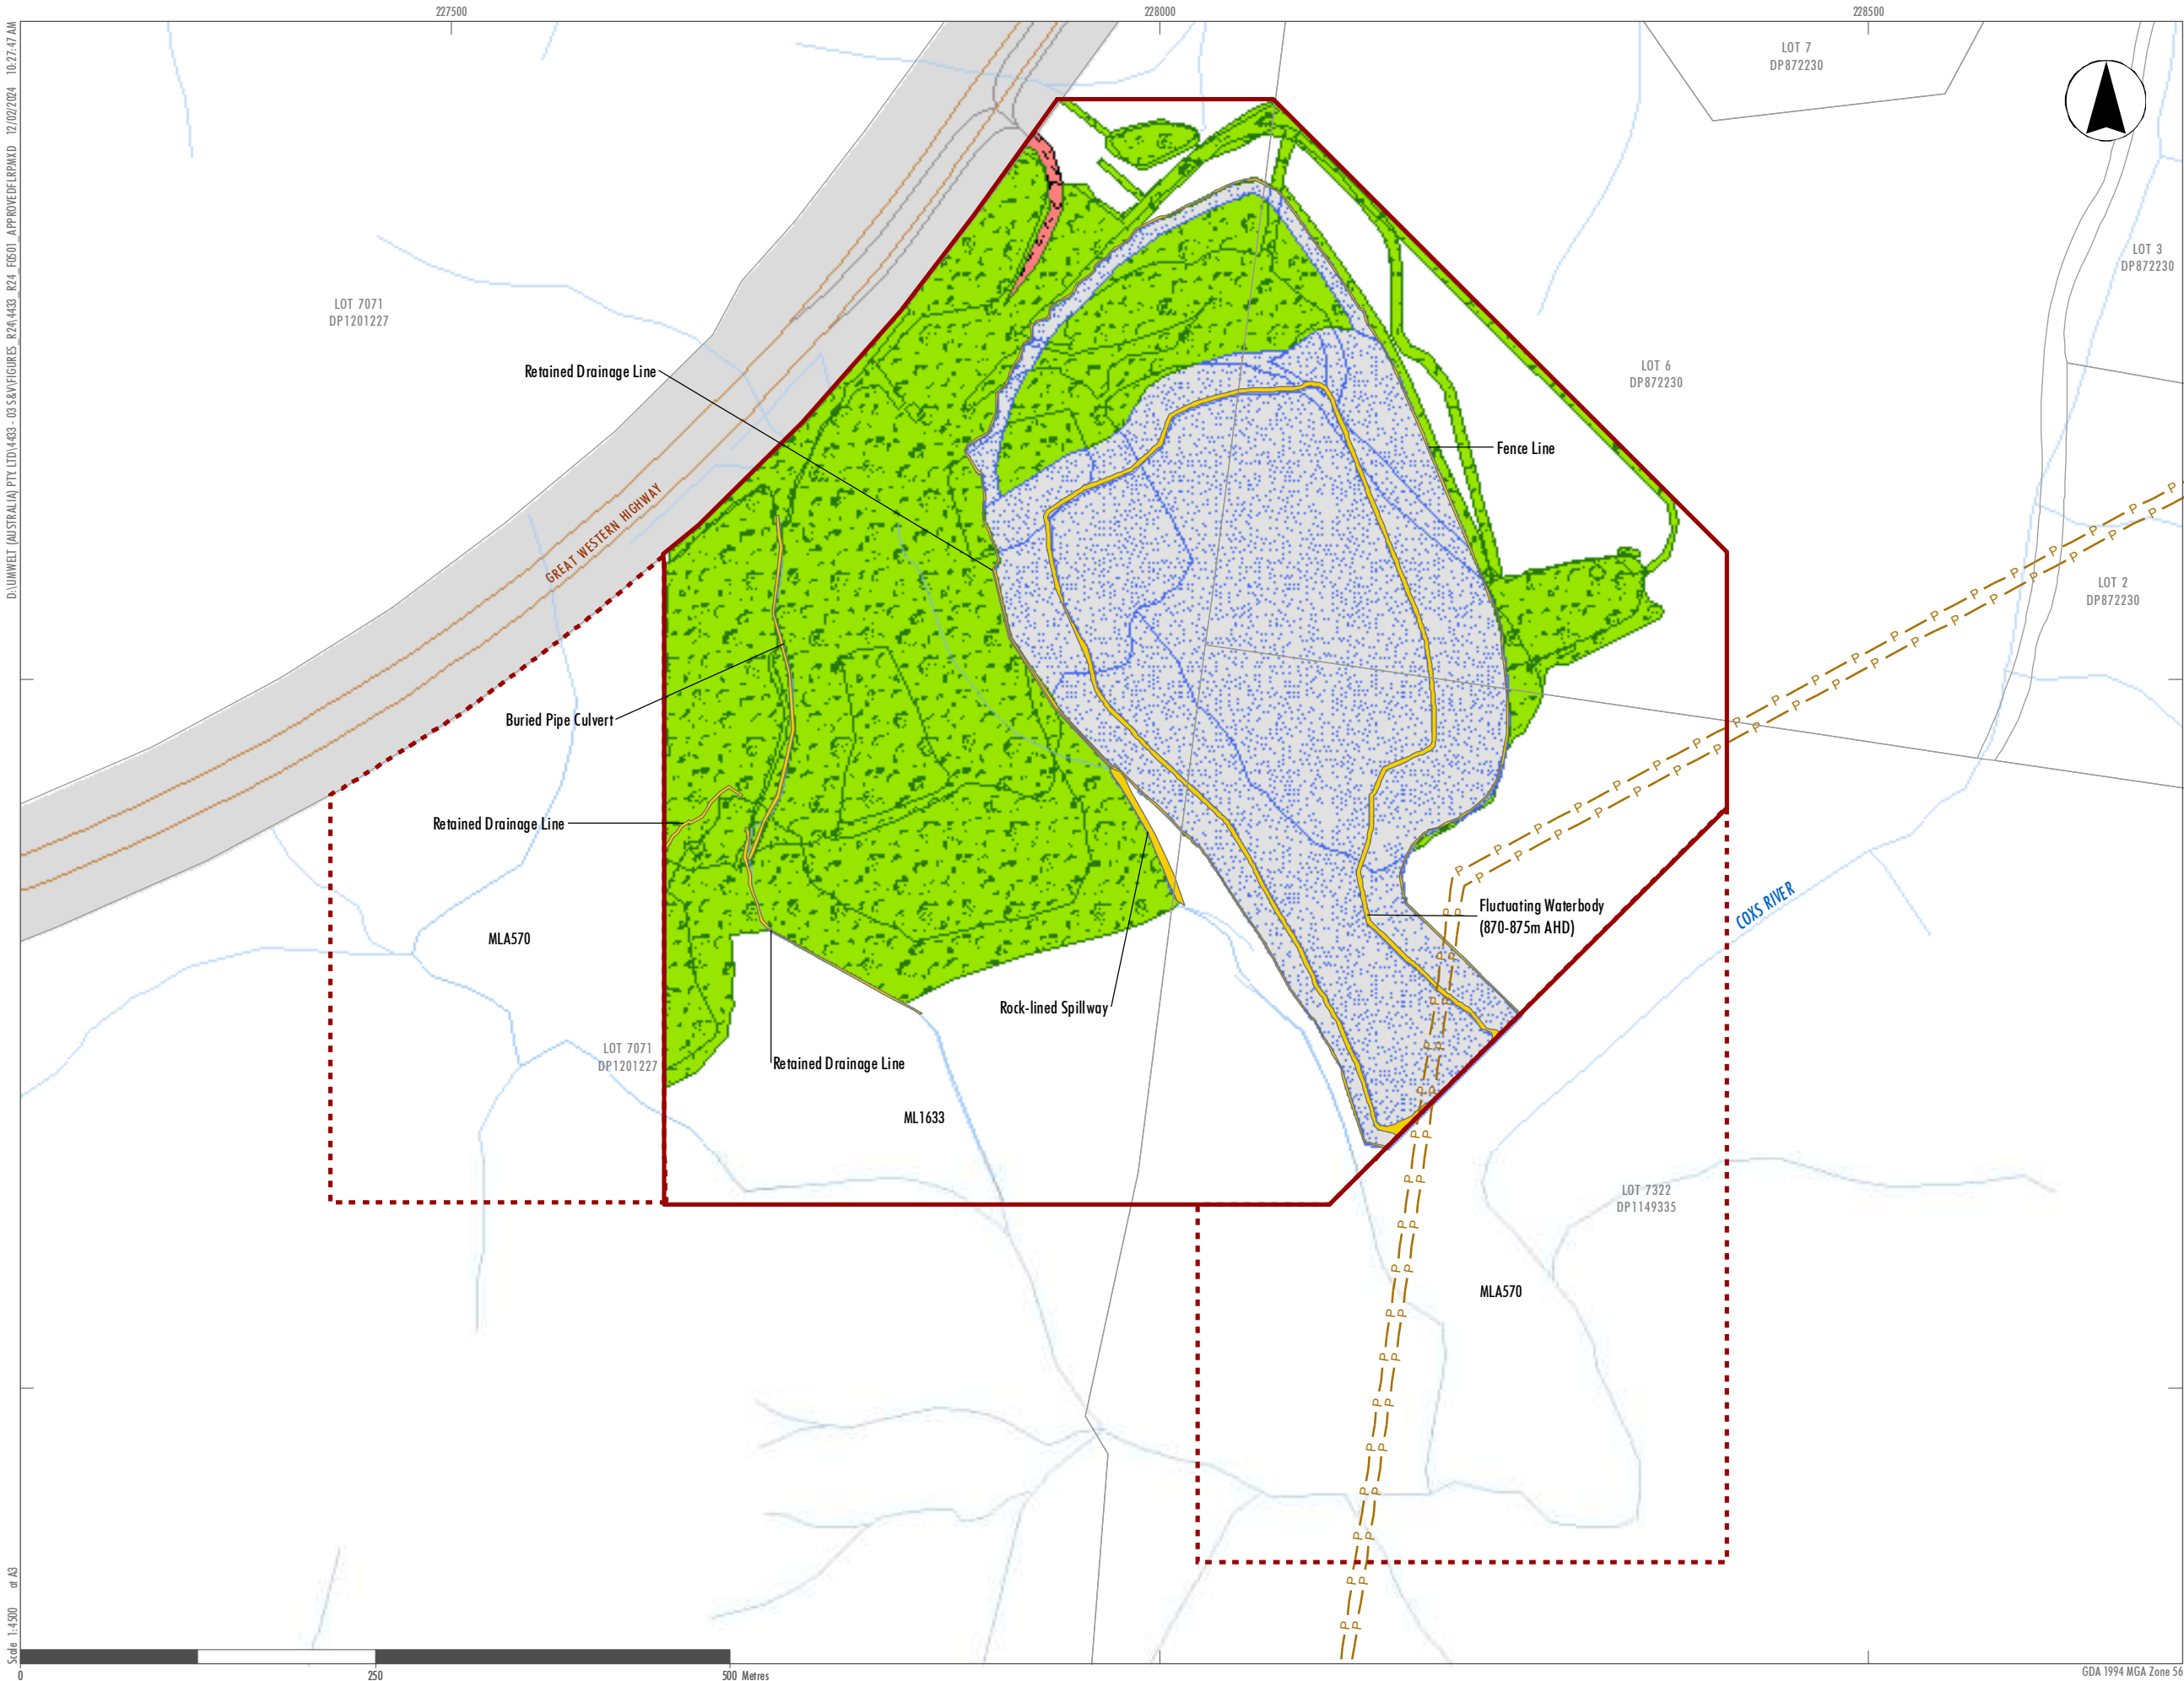 227500
228000
228500
D:\UMWELT (AUSTRALIA) PTY LTD\4433 - 03 S&V\FIGURES_R24\4433_R24_F0501_APPROVEDFLRP.MXD 12/02/2024 10:27:47 AM
LOT 7
DP872230
LOT 3
DP872230
LOT 7071
DP1201227
Retained Drainage Line
LOT 6
DP872230
Fence Line
GREAT WESTERN HIGHWAY
LOT 2
DP872230
Buried Pipe Culvert
Retained Drainage Line
COXS RIVER
Fluctuating Waterbody
(870-875m AHD)
MLA570
Rock-lined Spillway
LOT 7071
DP1201227
Retained Drainage Line
ML1633
LOT 7322
DP1149335
MLA570
Scale 1:4 500 at A3
0
250
500 Metres
GDA 1994 MGA Zone 56